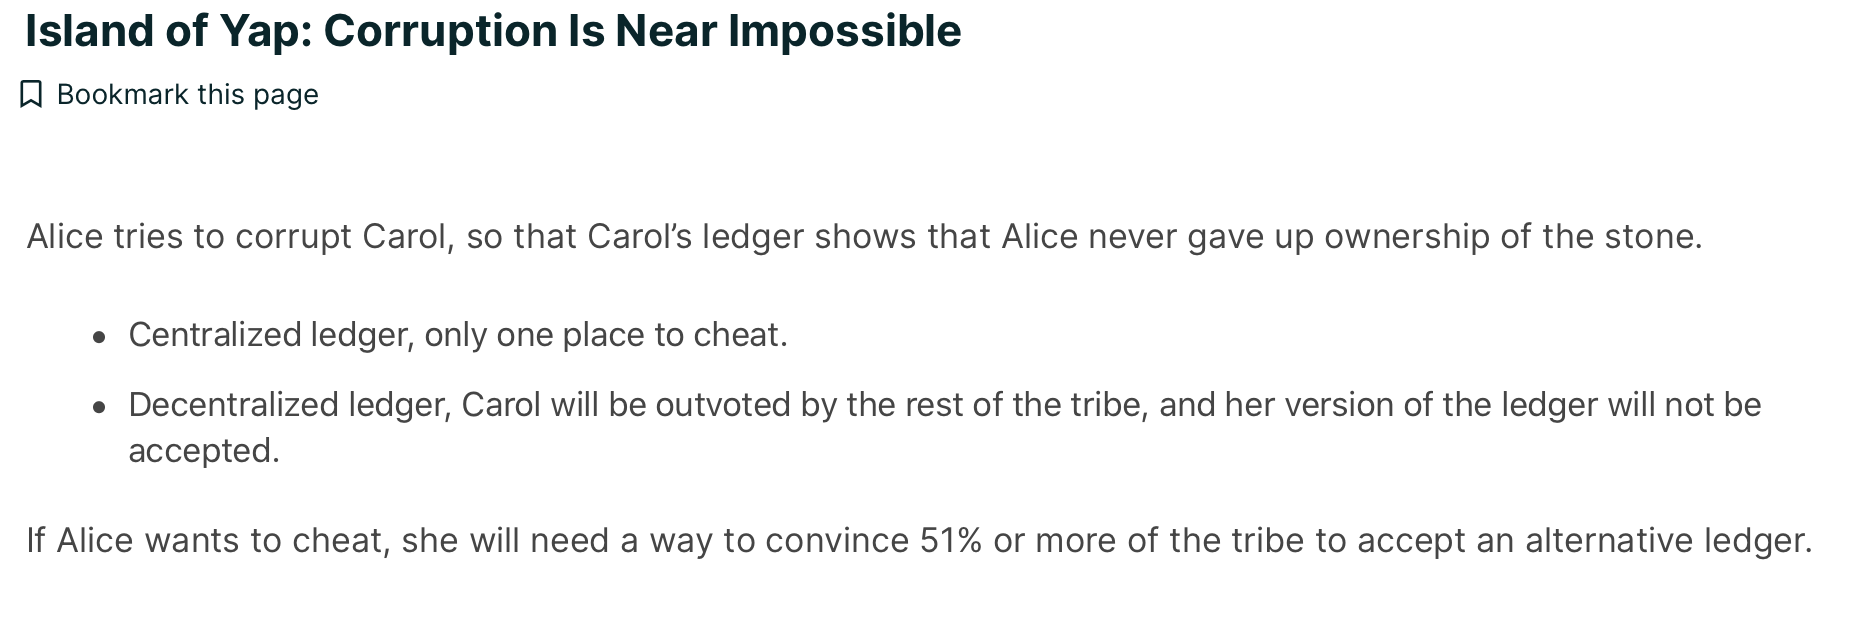 Island of Yap: Corruption Is Near Impossible
Bookmark this page
Alice tries to corrupt Carol, so that Carol’s ledger shows that Alice never gave up ownership of the stone.
• Centralized ledger, only one place to cheat.
• Decentralized ledger, Carol will be outvoted by the rest of the tribe, and her version of the ledger will not be
accepted.
If Alice wants to cheat, she will need a way to convince 51% or more of the tribe to accept an alternative ledger.